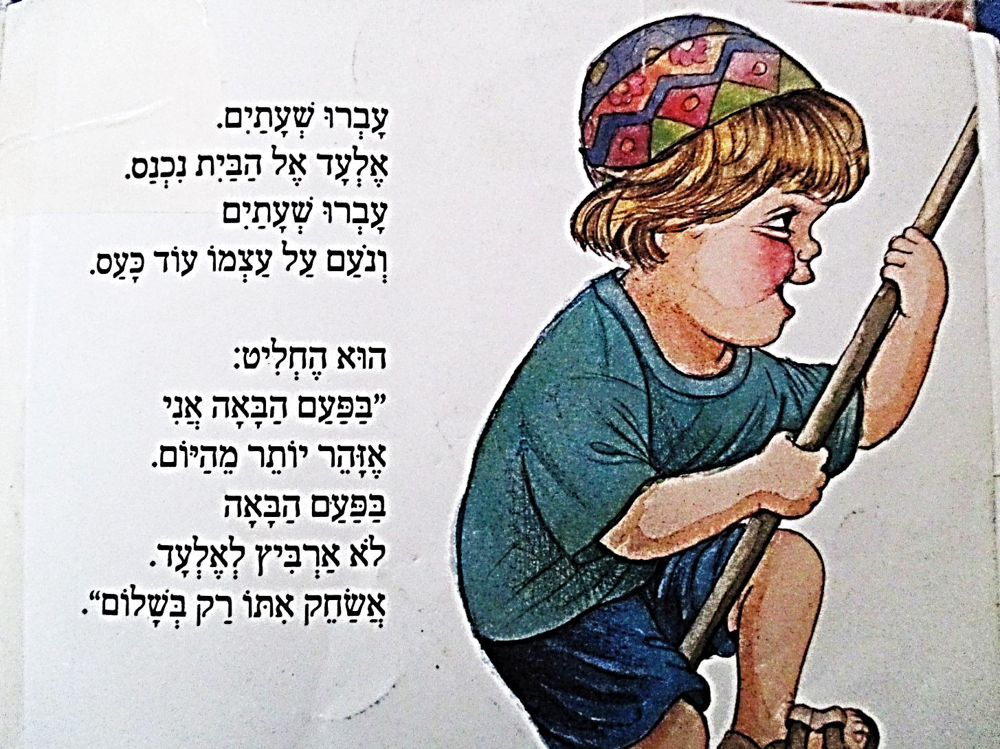 עָבְרוּ שְׁעָתַיִם.
אֶלְעָד אֶל הַבַּיִת נִכְנַס.
עָבְרוּ שְׁעָתַיִם
וְנֹעַם עַל עַצְמוֹ עוֹד כָּעַס.
הוּא הֶחְלִיט:
”בַּפַּעַם הַבָּאָה אֲנִי
אֶזָּהֵר יוֹתֵר מֵהַיּוֹם.
בַּפַּעַם הַבָּאָה
לֹא אַרְבִּיץ לְאֶלְעָד.
אֲשַׂחֵק אִתּוֹ רַק בְּשָׁלוֹם“.